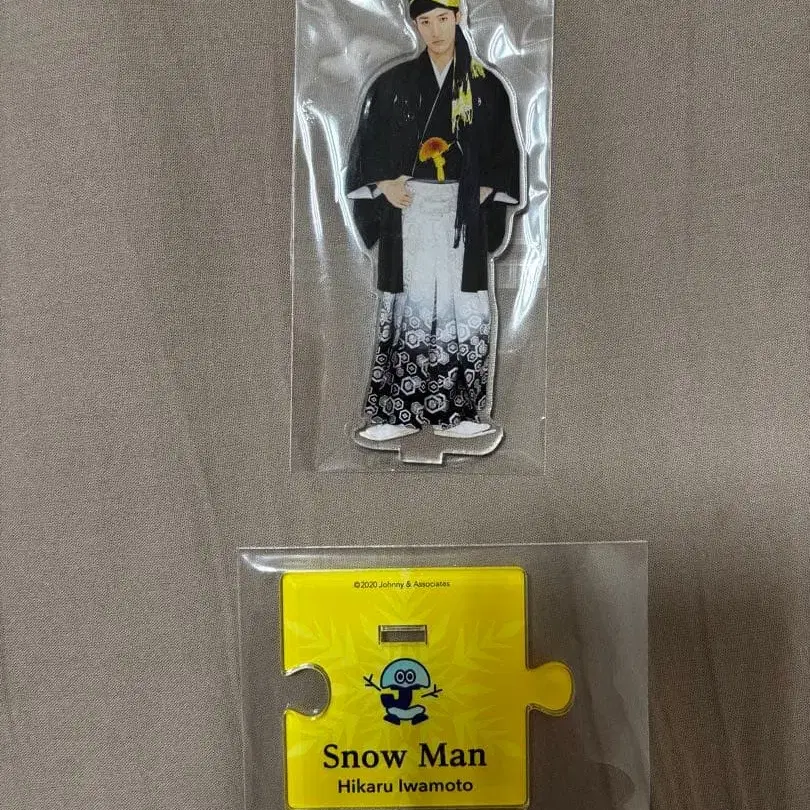 ©2020 Johnny & Associates
Snow Man
Hikaru Iwamoto